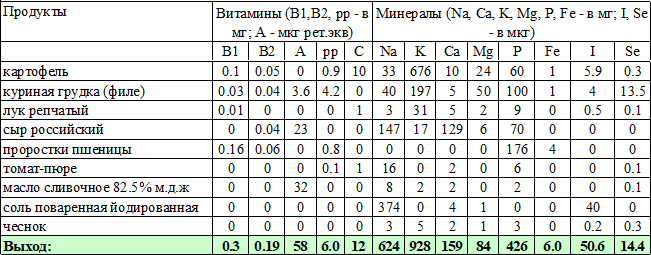 Продукты Витамины (B1,B2, pp - в мг; A - мкг рет.экв) Минералы (Na, Ca, K, Mg, P, Fe - в мг; I, Se - в мкг)
B1 B2 A pp C Na K Ca Mg P Fe I Se
картофель 0.1 0.05 0 0.9 10 33 676 10 24 60 1 5.9 0.3
куриная грудка (филе) 0.03 0.04 3.6 4.2 0 40 197 5 50 100 1 4 13.5
лук репчатый 0.01 0 0 0 1 3 31 5 2 9 0 0.5 0.1
сыр российский 0 0.04 23 0 0 147 17 129 6 70 0 0 0
проростки пшеницы 0.16 0.06 0 0.8 0 0 0 0 0 176 4 0 0
томат-пюре 0 0 0 0.1 1 16 0 2 0 6 0 0 0.1
масло сливочное 82.5% м.д.ж 0 0 32 0 0 8 2 2 0 2 0 0 0.1
соль поваренная йодированная 0 0 0 0 0 374 0 4 1 0 0 40 0
чеснок 0 0 0 0 0 3 5 2 1 3 0 0.2 0.3
Выход: 0.3 0.19 58 6.0 12 624 928 159 84 426 6.0 50.6 14.4